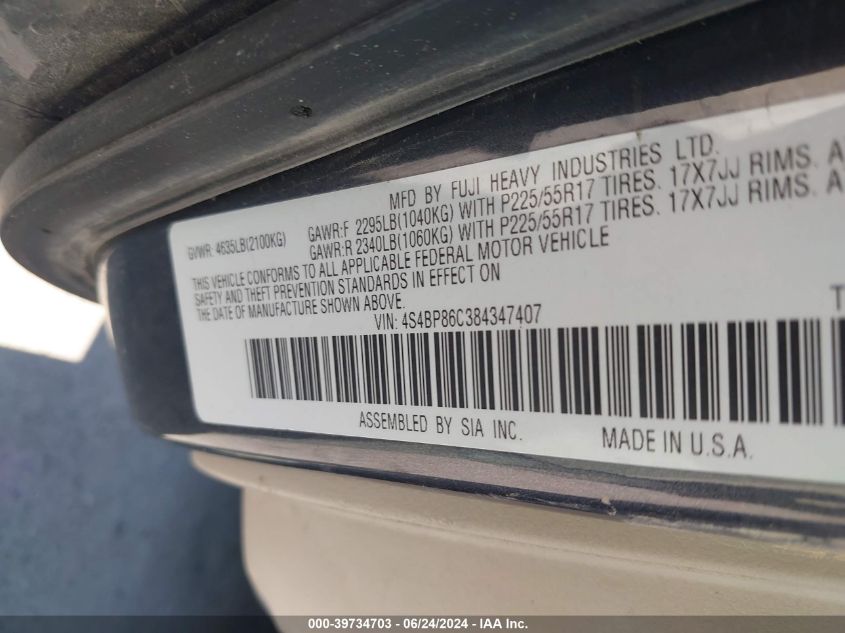 MFD BY FUJI HEAVY INDUSTRIES LTD.
GVWR: 4635LB(2100KG)
GAWR:F 2295LB(1040KG) WITH P225/55R17 TIRES. 17X7JJ RIMS. A
GAWR:R 2340LB(1060KG) WITH P225/55R17 TIRES. 17X7JJ RIMS. A
THIS VEHICLE CONFORMS TO ALL APPLICABLE FEDERAL MOTOR VEHICLE
SAFETY AND THEFT PREVENTION STANDARDS IN EFFECT ON
THE DATE OF MANUFACTURE SHOWN ABOVE.
VIN: 4S4BP86C384347407
T
ASSEMBLED BY SIA INC.
MADE IN U.S.A.
000-39734703 - 06/24/2024 - IAA Inc.